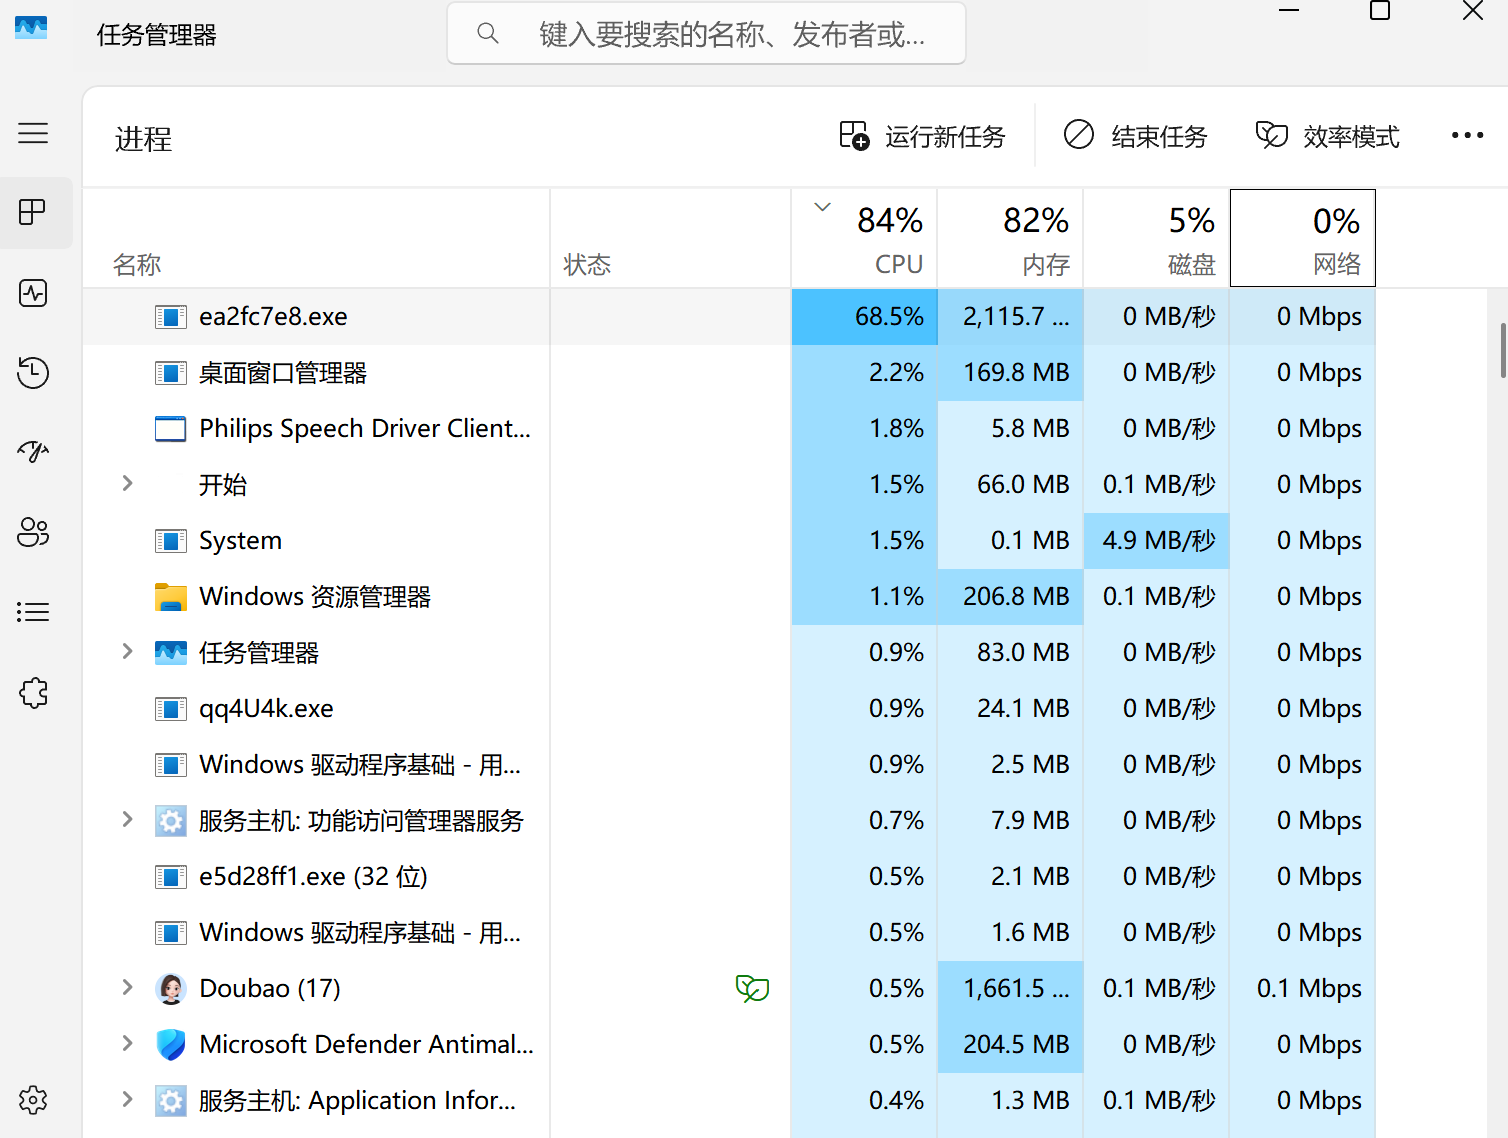 任务管理器
键入要搜索的名称、发布者或...
进程
运行新任务
结束任务
效率模式
84%
82%
5%
0%
名称
状态
CPU
内存
磁盘
网络
ea2fc7e8.exe 68.5% 2,115.7 ... 0 MB/秒 0 Mbps
桌面窗口管理器 2.2% 169.8 MB 0 MB/秒 0 Mbps
Philips Speech Driver Client... 1.8% 5.8 MB 0 MB/秒 0 Mbps
开始 1.5% 66.0 MB 0.1 MB/秒 0 Mbps
System 1.5% 0.1 MB 4.9 MB/秒 0 Mbps
Windows 资源管理器 1.1% 206.8 MB 0.1 MB/秒 0 Mbps
任务管理器 0.9% 83.0 MB 0 MB/秒 0 Mbps
qq4U4k.exe 0.9% 24.1 MB 0 MB/秒 0 Mbps
Windows 驱动程序基础 - 用... 0.9% 2.5 MB 0 MB/秒 0 Mbps
服务主机: 功能访问管理器服务 0.7% 7.9 MB 0 MB/秒 0 Mbps
e5d28ff1.exe (32 位) 0.5% 2.1 MB 0 MB/秒 0 Mbps
Windows 驱动程序基础 - 用... 0.5% 1.6 MB 0 MB/秒 0 Mbps
Doubao (17) 0.5% 1,661.5 ... 0.1 MB/秒 0.1 Mbps
Microsoft Defender Antimal... 0.5% 204.5 MB 0 MB/秒 0 Mbps
服务主机: Application Infor... 0.4% 1.3 MB 0.1 MB/秒 0 Mbps